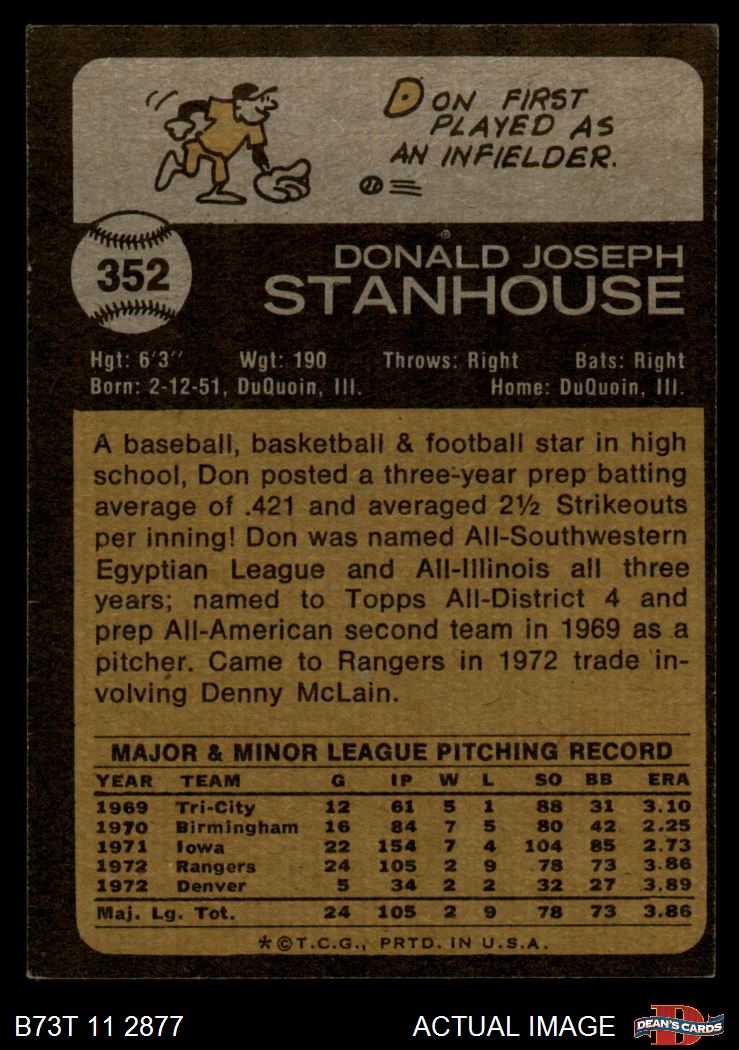 DON FIRST
PLAYED AS
AN INFIELDER.
352
DONALD JOSEPH
STANHOUSE
Hgt: 6'3" Wgt: 190 Throws: Right Bats: Right
Born: 2-12-51, DuQuoin, Ill. Home: DuQuoin, Ill.
A baseball, basketball & football star in high
school, Don posted a three-year prep batting
average of .421 and averaged 2½ Strikeouts
per inning! Don was named All-Southwestern
Egyptian League and All-Illinois all three
years; named to Topps All-District 4 and
prep All-American second team in 1969 as a
pitcher. Came to Rangers in 1972 trade in-
volving Denny McLain.
MAJOR & MINOR LEAGUE PITCHING RECORD
YEAR TEAM G IP W L SO BB ERA
1969 Tri-City 12 61 5 1 88 31 3.10
1970 Birmingham 16 84 7 5 80 42 2.25
1971 Iowa 22 154 7 4 104 85 2.73
1972 Rangers 24 105 2 9 78 73 3.86
1972 Denver 5 34 2 2 32 27 3.89
Maj. Lg. Tot. 24 105 2 9 78 73 3.86
*©T.C.G., PRTD. IN U.S.A.
B73T 11 2877 ACTUAL IMAGE DEAN'S CARDS